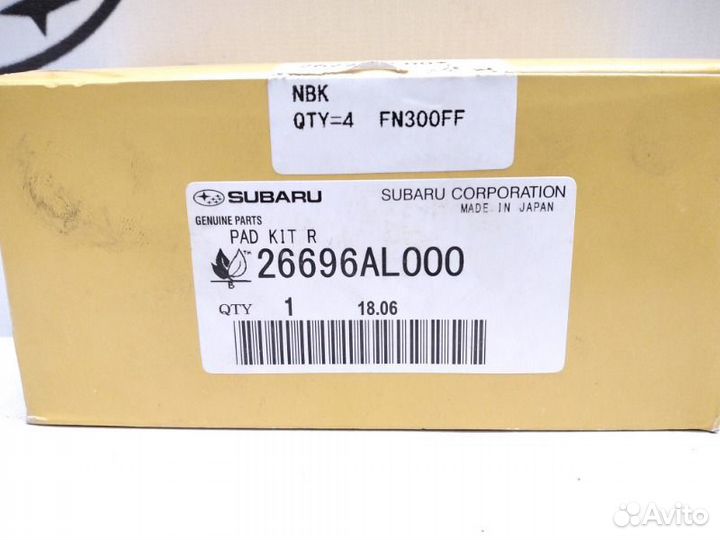 NBK
QTY=4 FN300FF
SUBARU SUBARU CORPORATION
MADE IN JAPAN
GENUINE PARTS
PAD KIT R
TM
26696AL000
B
QTY 1 18.06
Avito